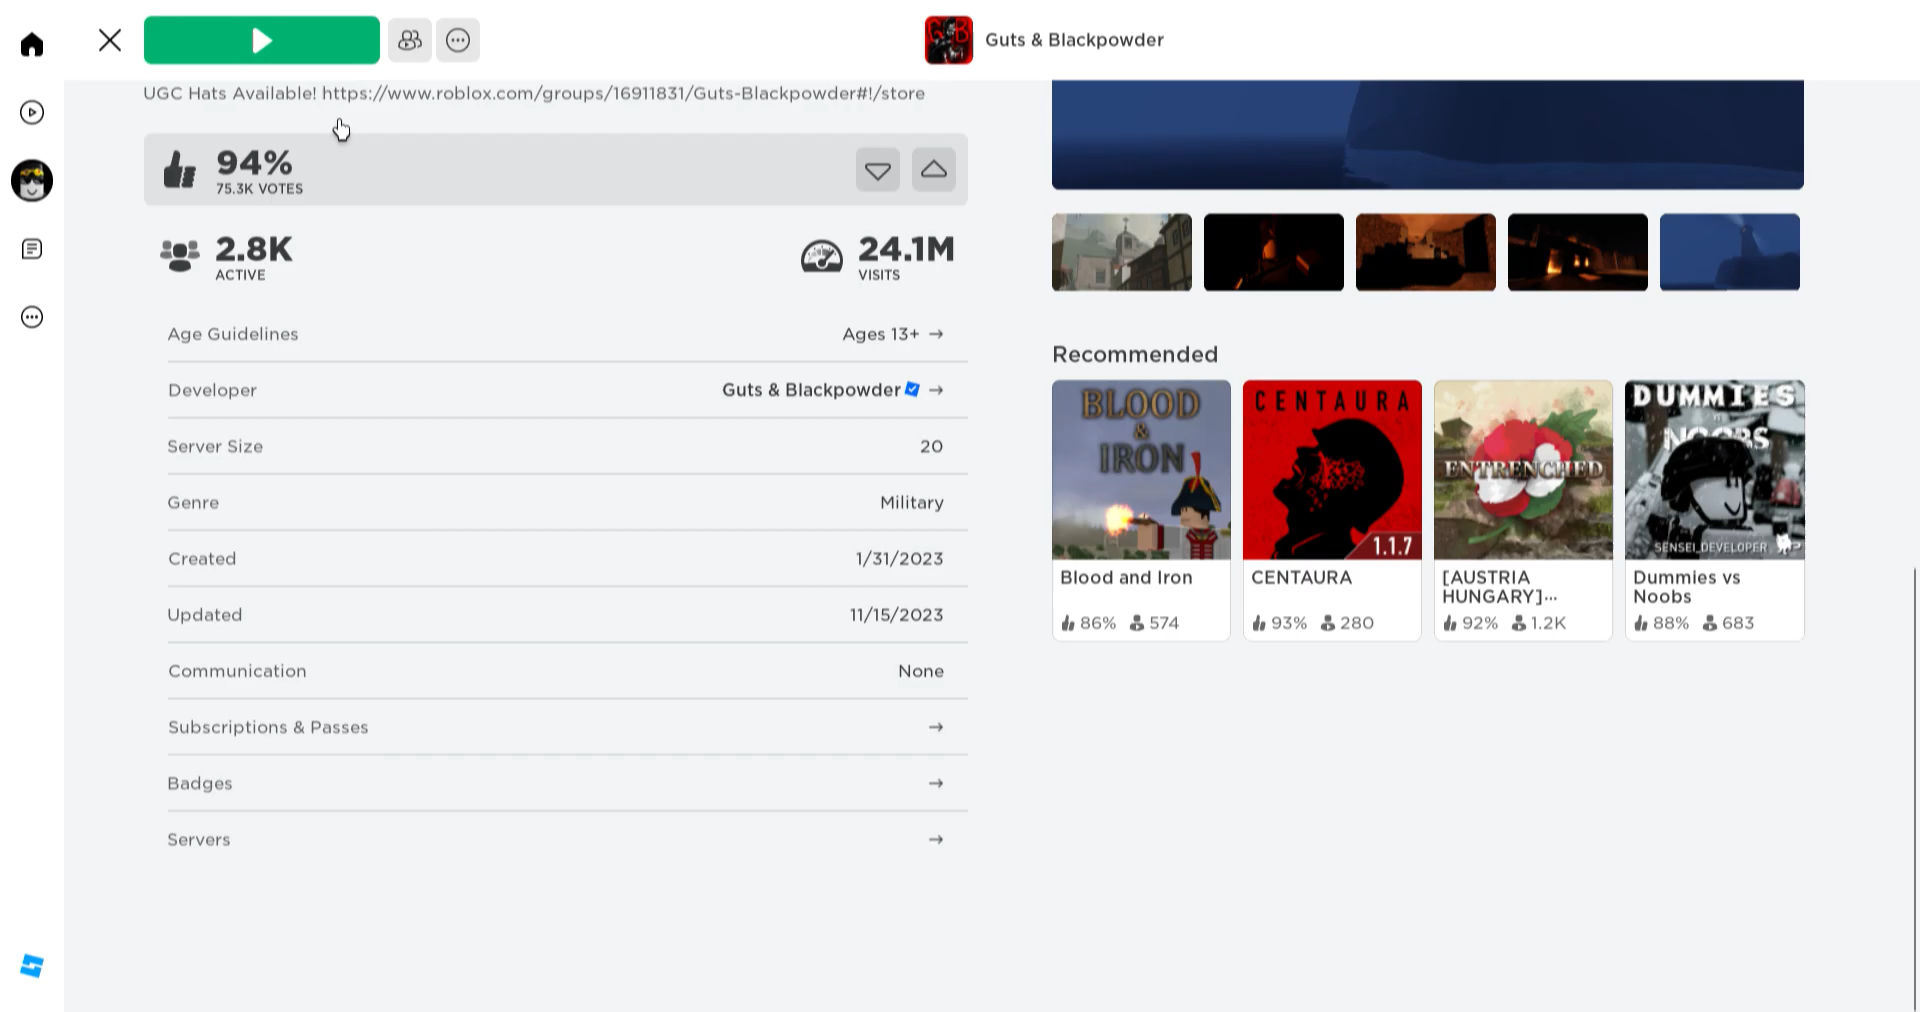 Guts & Blackpowder
UGC Hats Available! https://www.roblox.com/groups/16911831/Guts-Blackpowder#!/store
94%
75.3K VOTES
2.8K
ACTIVE
24.1M
VISITS
Age Guidelines
Ages 13+ →
Developer
Guts & Blackpowder →
Server Size
20
Genre
Military
Created
1/31/2023
Updated
11/15/2023
Communication
None
Subscriptions & Passes →
Badges →
Servers →
Recommended
BLOOD
&
IRON
Blood and Iron
86% 574
CENTAURA
1.1.7
CENTAURA
93% 280
ENTRENCHED
[AUSTRIA
HUNGARY]...
92% 1.2K
DUMMIES
NOOBS
SENSEI_DEVELOPER
Dummies vs
Noobs
88% 683